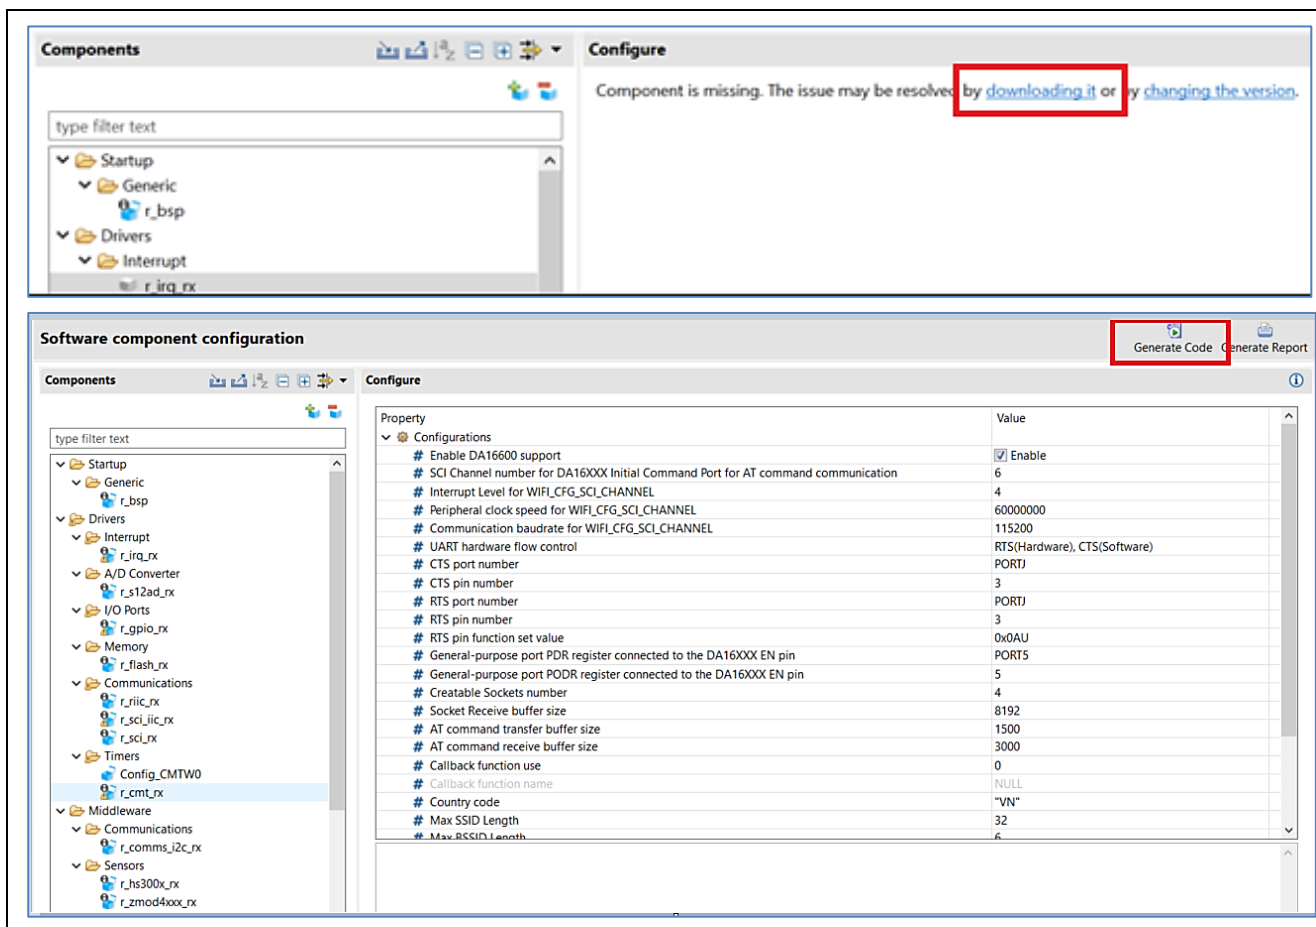 Components
Configure
Component is missing. The issue may be resolved by downloading it or by changing the version.
type filter text
Startup
Generic
r_bsp
Drivers
Interrupt
r_irq_rx
Software component configuration
Generate Code
Generate Report
Components
Configure
type filter text
Startup
Generic
r_bsp
Drivers
Interrupt
r_irq_rx
A/D Converter
r_s12ad_rx
I/O Ports
r_gpio_rx
Memory
r_flash_rx
Communications
r_riic_rx
r_sci_iic_rx
r_sci_rx
Timers
Config_CMTW0
r_cmt_rx
Middleware
Communications
r_comms_i2c_rx
Sensors
r_hs300x_rx
r_zmod4xxx_rx
Property Value
Configurations
# Enable DA16600 support Enable
# SCI Channel number for DA16XXX Initial Command Port for AT command communication 6
# Interrupt Level for WIFI_CFG_SCI_CHANNEL 4
# Peripheral clock speed for WIFI_CFG_SCI_CHANNEL 60000000
# Communication baudrate for WIFI_CFG_SCI_CHANNEL 115200
# UART hardware flow control RTS(Hardware), CTS(Software)
# CTS port number PORTJ
# CTS pin number 3
# RTS port number PORTJ
# RTS pin number 3
# RTS pin function set value 0x0AU
# General-purpose port PDR register connected to the DA16XXX EN pin PORT5
# General-purpose port PODR register connected to the DA16XXX EN pin 5
# Creatable Sockets number 4
# Socket Receive buffer size 8192
# AT command transfer buffer size 1500
# AT command receive buffer size 3000
# Callback function use 0
# Callback function name NULL
# Country code "VN"
# Max SSID Length 32
# Max BSSID Length 6